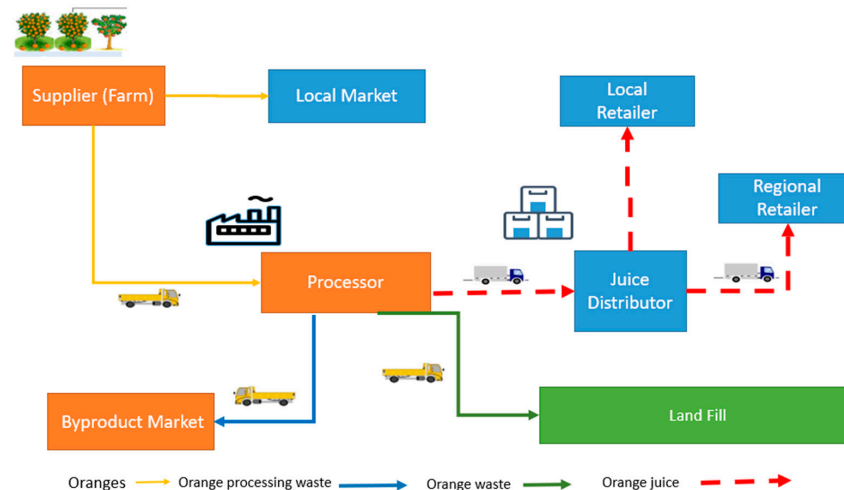 Supplier (Farm)
Local Market
Local
Retailer
Regional
Retailer
Processor
Juice
Distributor
Byproduct Market
Land Fill
Oranges
Orange processing waste
Orange waste
Orange juice